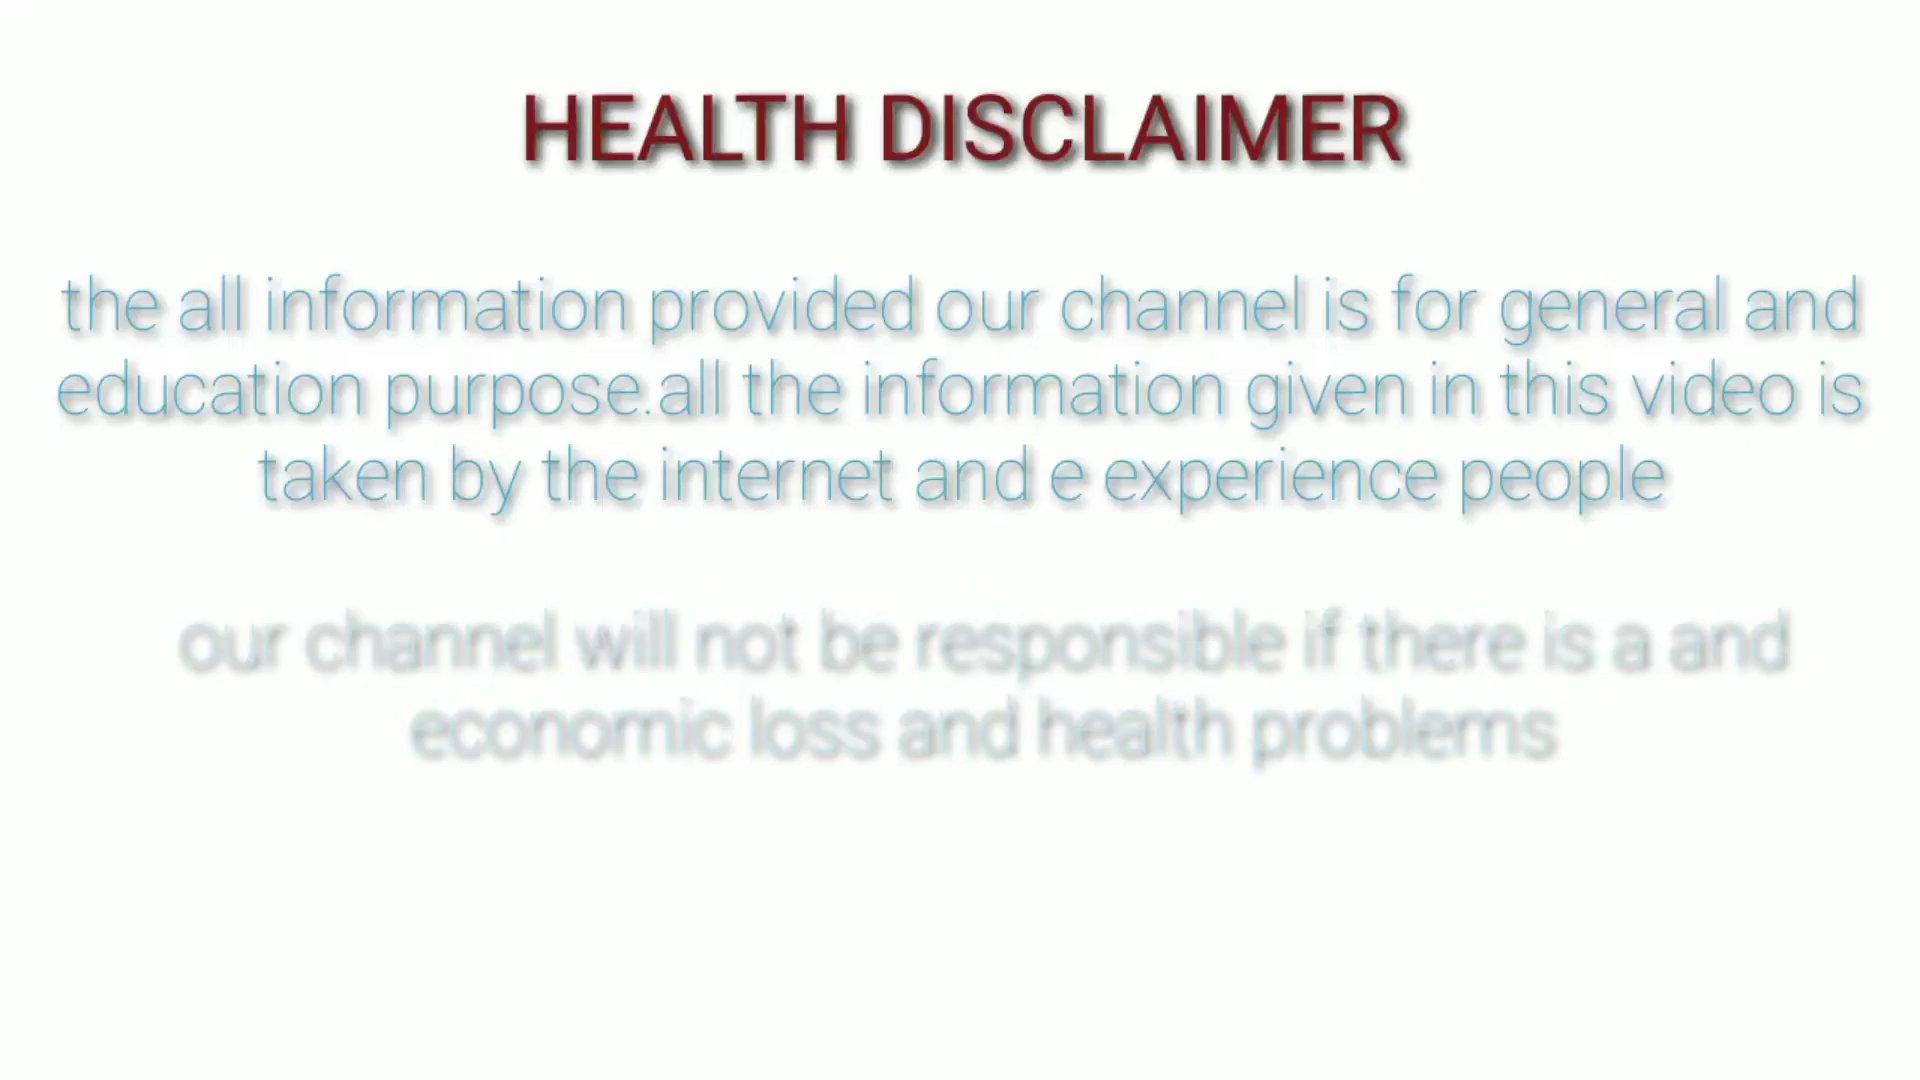 HEALTH DISCLAIMER
the all information provided our channel is for general and
education purpose.all the information given in this video is
taken by the internet and e experience people
our channel will not be responsible if there is a and
economic loss and health problems